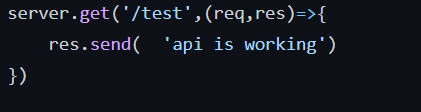 server.get('/test',(req,res)=>{
    res.send(  'api is working')
})